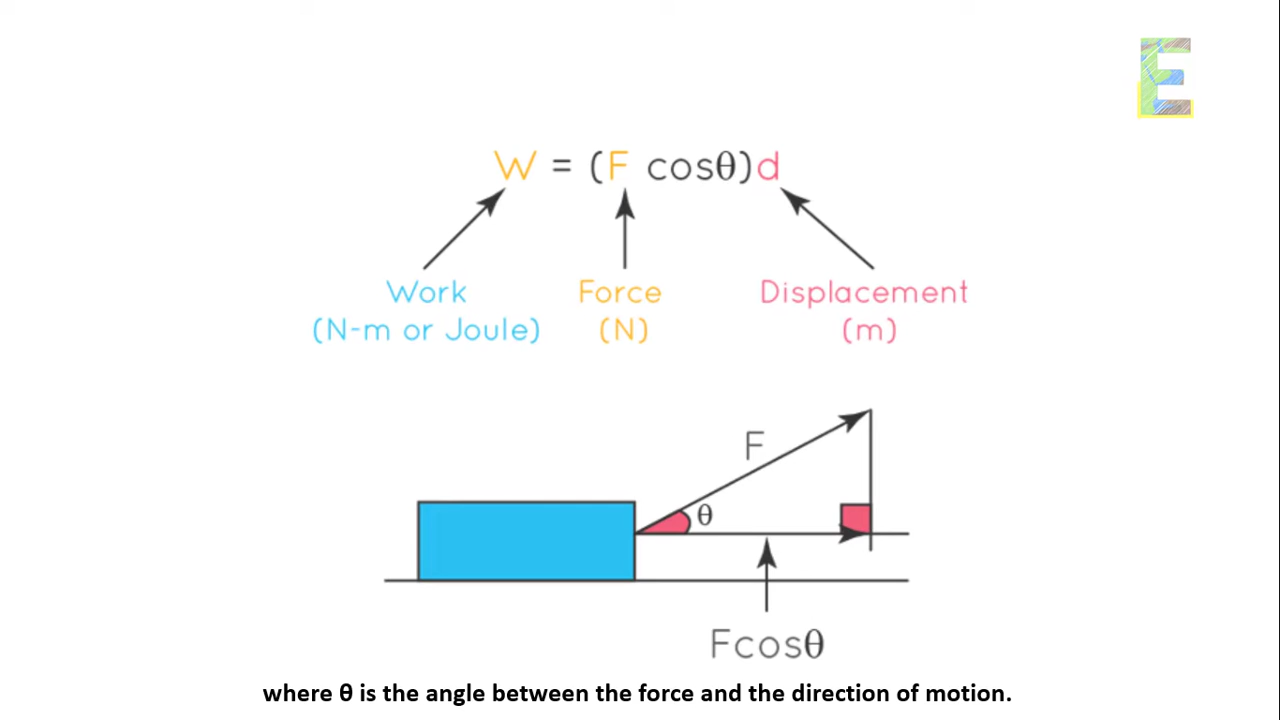 E
W = (F cosθ)d
Work Force Displacement
(N-m or Joule) (N) (m)
F
θ
Fcosθ
where θ is the angle between the force and the direction of motion.